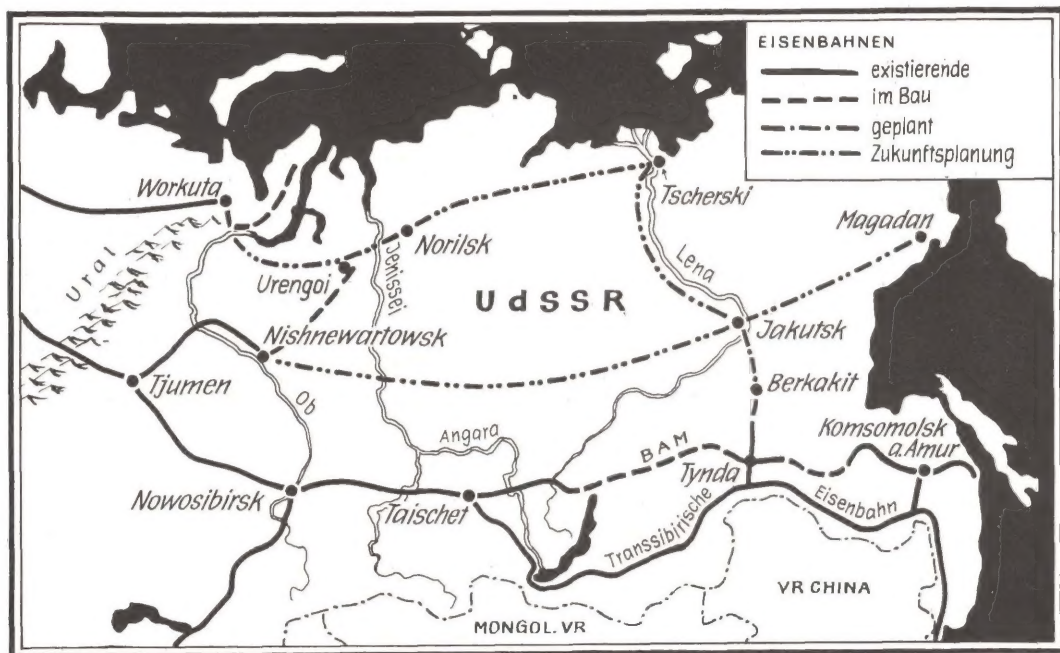 EISENBAHNEN
existierende
im Bau
geplant
Zukunftsplanung
Workuta
Ural
Urengoi
Norilsk
Jenissei
Tscherski
Lena
Magadan
UdSSR
Nishnewartowsk
Jakutsk
Tjumen
Ob
Berkakit
Angara
BAM
Komsomolsk
a. Amur
Tynda
Nowosibirsk
Taischet
Transsibirische
Eisenbahn
VR CHINA
MONGOL. VR